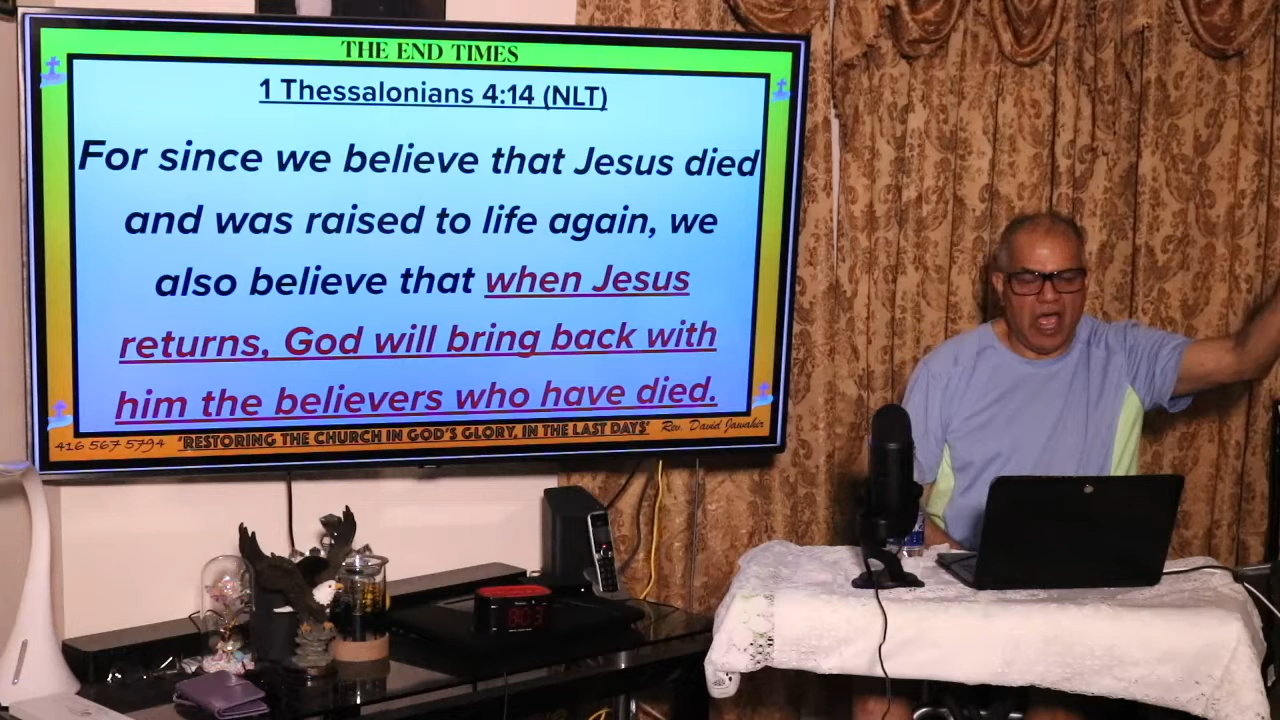 THE END TIMES
1 Thessalonians 4:14 (NLT)
For since we believe that Jesus died
and was raised to life again, we
also believe that when Jesus
returns, God will bring back with
him the believers who have died.
416 567 5794 'RESTORING THE CHURCH IN GOD'S GLORY, IN THE LAST DAYS' Rev. David Jawahir